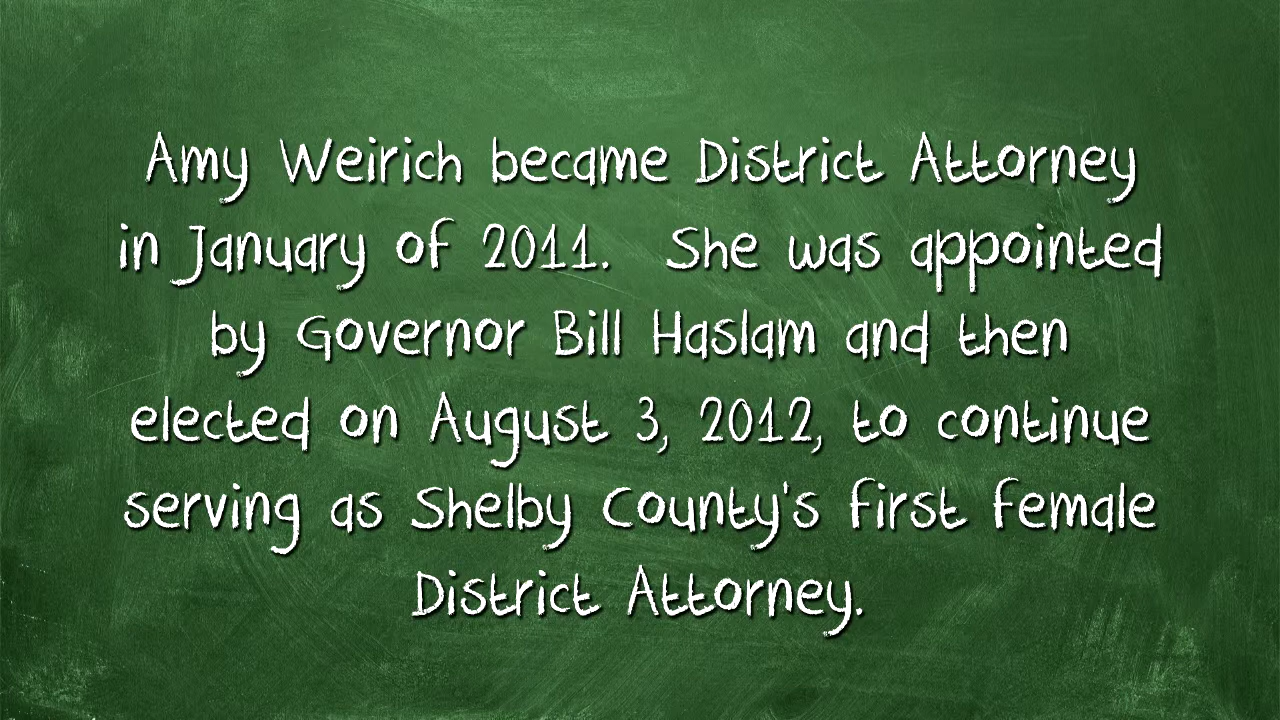 Amy Weirich became District Attorney
in January of 2011.  She was appointed
by Governor Bill Haslam and then
elected on August 3, 2012, to continue
serving as Shelby County's first female
District Attorney.